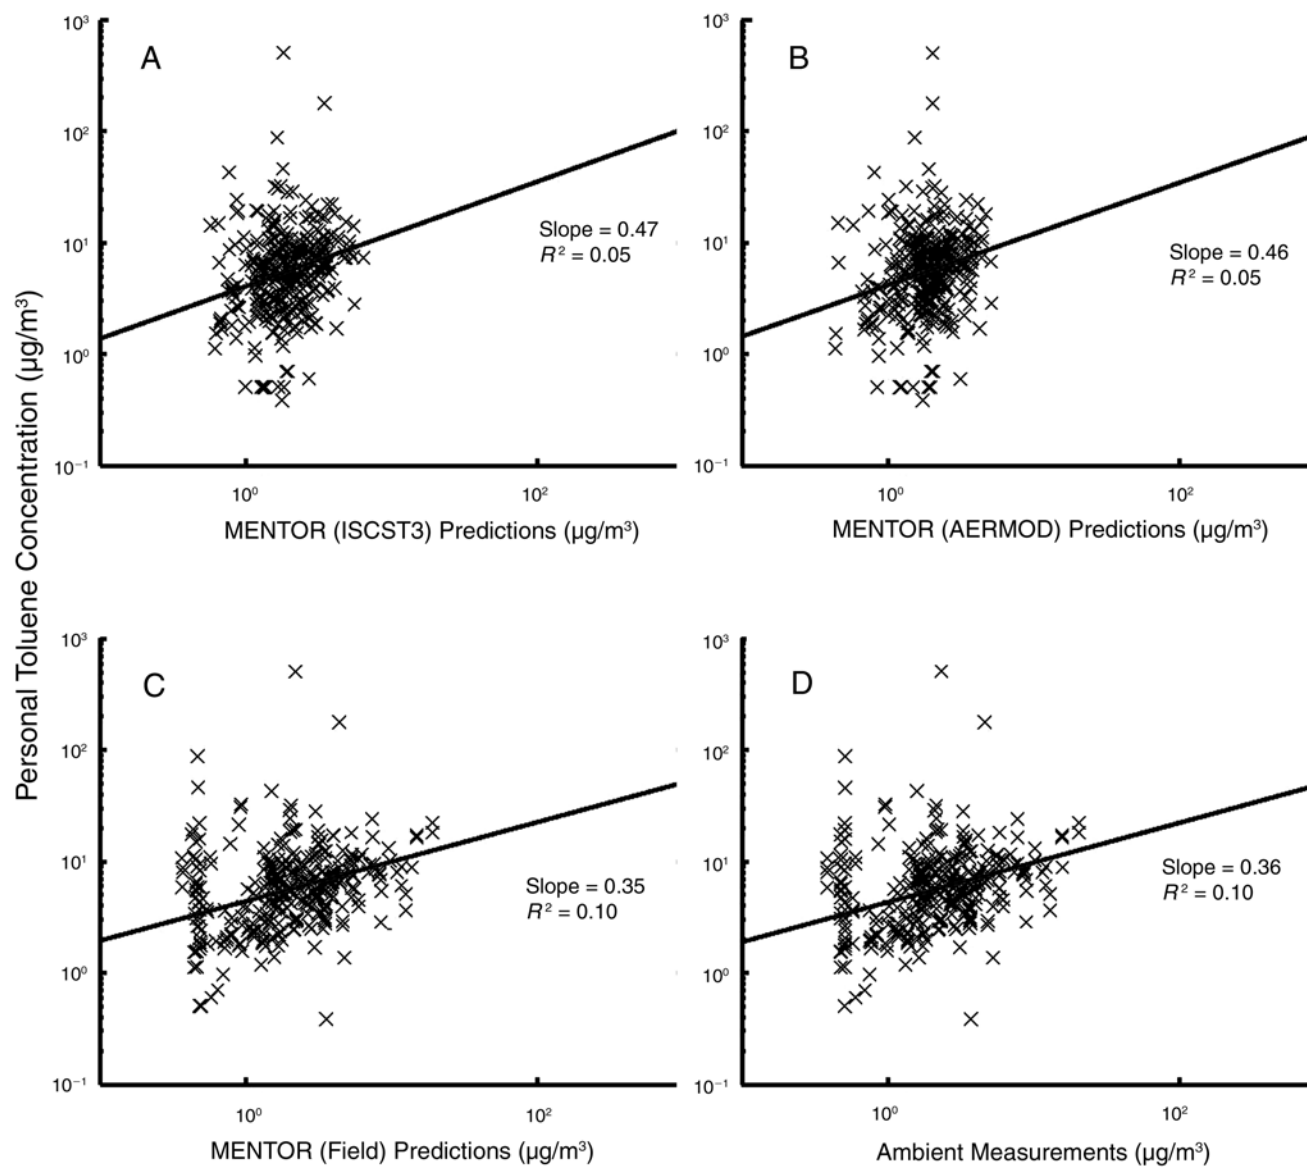 Personal Toluene Concentration (µg/m³)
A
10³
10²
10¹
10⁰
10⁻¹
Slope = 0.47
R² = 0.05
10⁰
10²
MENTOR (ISCST3) Predictions (µg/m³)
B
10³
10²
10¹
10⁰
10⁻¹
Slope = 0.46
R² = 0.05
10⁰
10²
MENTOR (AERMOD) Predictions (µg/m³)
C
10³
10²
10¹
10⁰
10⁻¹
Slope = 0.35
R² = 0.10
10⁰
10²
MENTOR (Field) Predictions (µg/m³)
D
10³
10²
10¹
10⁰
10⁻¹
Slope = 0.36
R² = 0.10
10⁰
10²
Ambient Measurements (µg/m³)